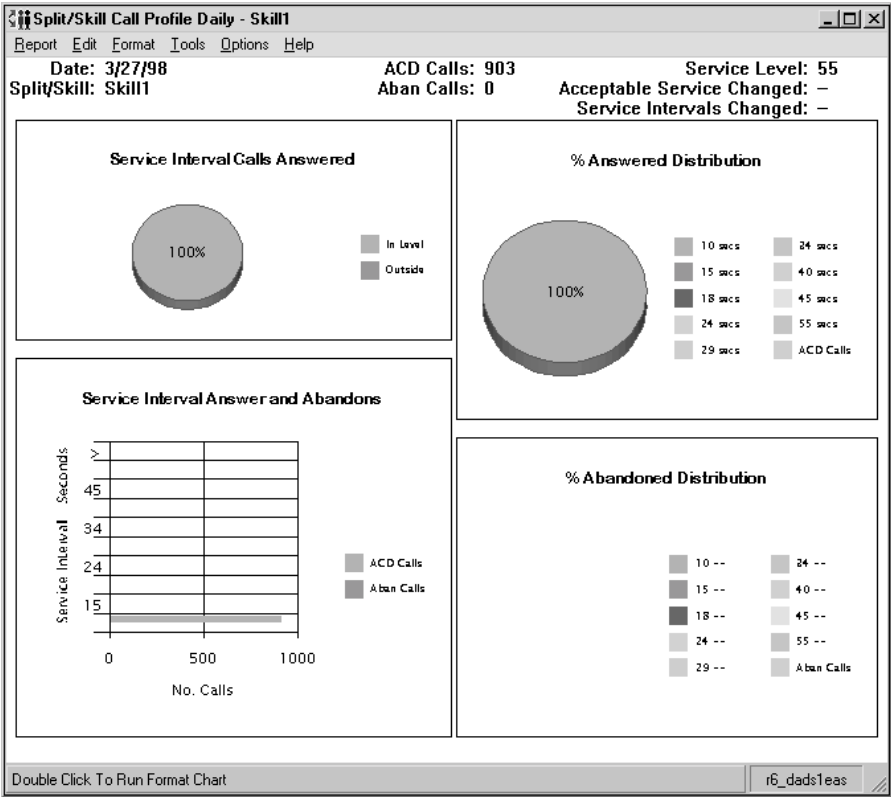 Split/Skill Call Profile Daily - Skill1
Report Edit Format Tools Options Help
Date: 3/27/98
Split/Skill: Skill1
ACD Calls: 903
Aban Calls: 0
Service Level: 55
Acceptable Service Changed: –
Service Intervals Changed: –
Service Interval Calls Answered
100%
In Level
Outside
% Answered Distribution
100%
10 secs
15 secs
18 secs
24 secs
29 secs
24 secs
40 secs
45 secs
55 secs
ACD Calls
Service Interval Answer and Abandons
Service Interval Seconds
>
45
34
24
15
0 500 1000
No. Calls
ACD Calls
Aban Calls
% Abandoned Distribution
10 --
15 --
18 --
24 --
29 --
24 --
40 --
45 --
55 --
Aban Calls
Double Click To Run Format Chart
r6_dads1eas